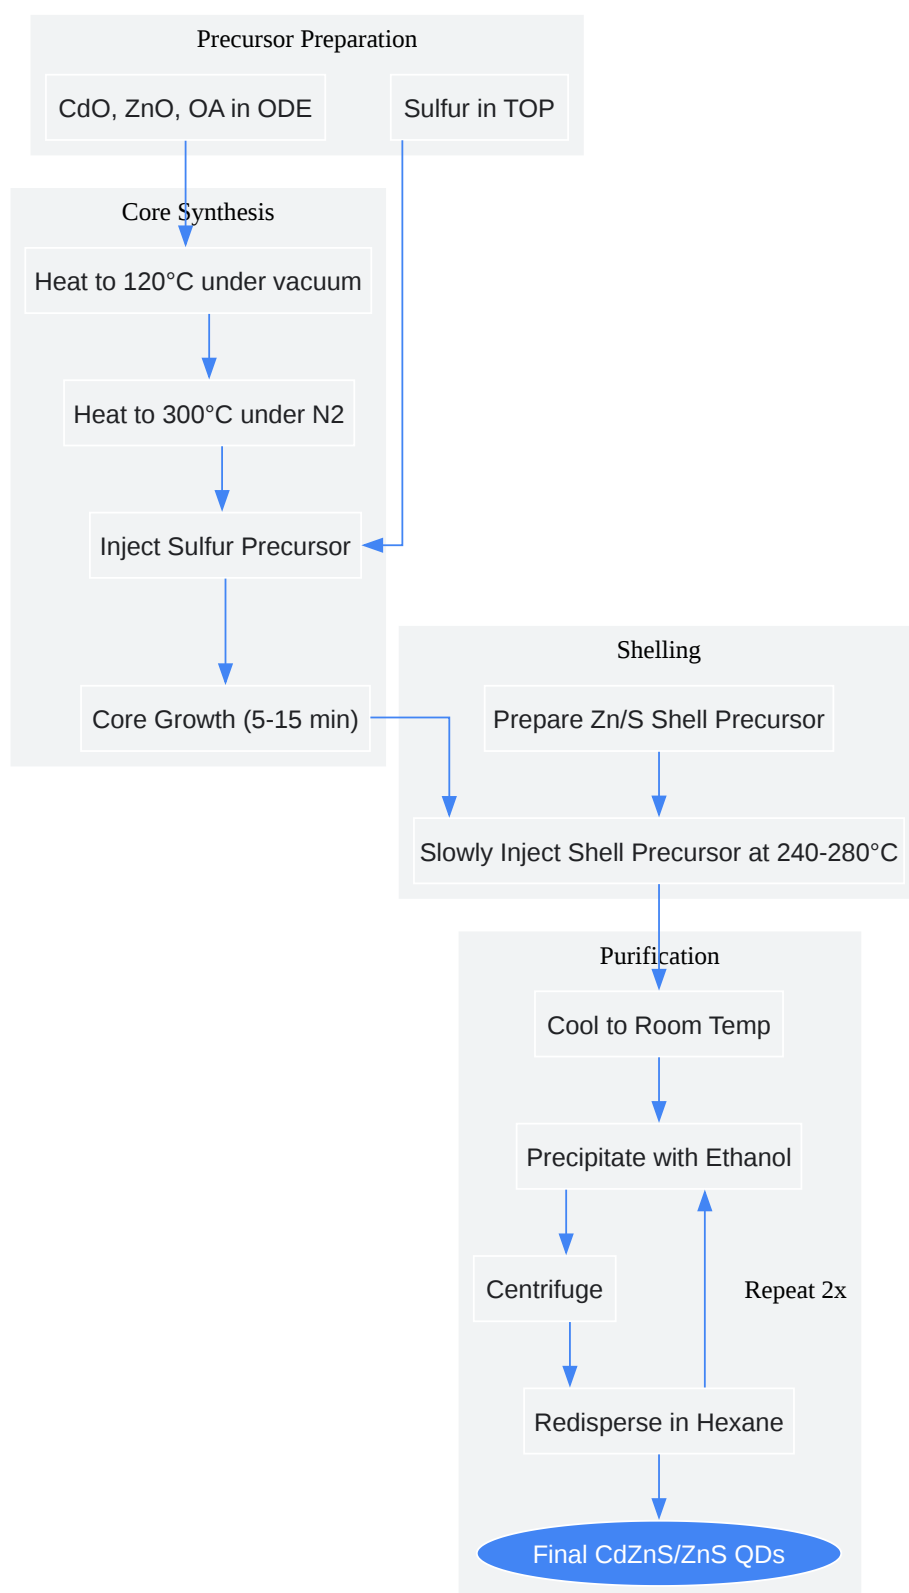 Precursor Preparation
CdO, ZnO, OA in ODE
Sulfur in TOP
Core Synthesis
Heat to 120°C under vacuum
Heat to 300°C under N2
Inject Sulfur Precursor
Core Growth (5-15 min)
Shelling
Prepare Zn/S Shell Precursor
Slowly Inject Shell Precursor at 240-280°C
Purification
Cool to Room Temp
Precipitate with Ethanol
Centrifuge
Repeat 2x
Redisperse in Hexane
Final CdZnS/ZnS QDs